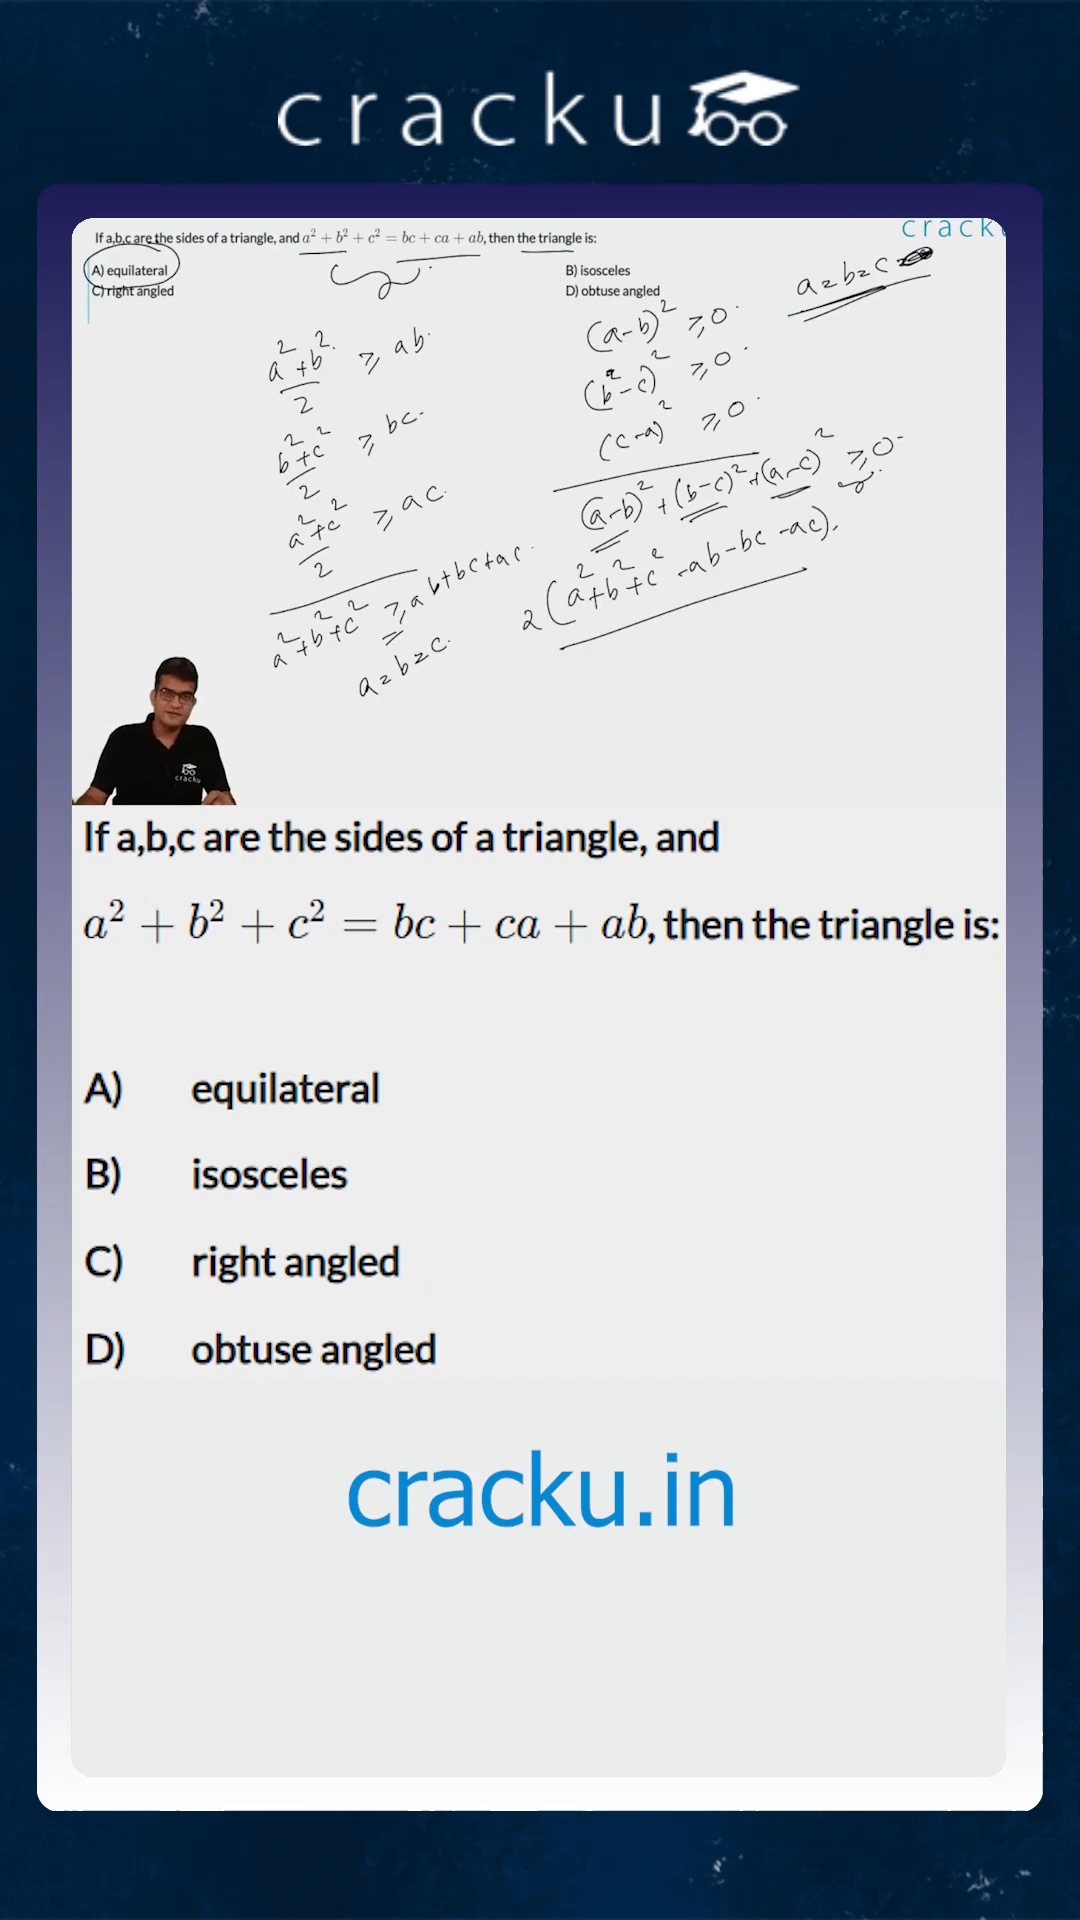 cracku
cracku
If a,b,c are the sides of a triangle, and a² + b² + c² = bc + ca + ab, then the triangle is:
A) equilateral
B) isosceles
C) right angled
D) obtuse angled
a=b=c
a²+b²/2 ≥ ab.
b²+c²/2 ≥ bc.
a²+c²/2 ≥ ac.
a²+b²+c² ≥ ab+bc+ac.
a=b=c.
(a-b)² ≥0.
(b-c)² ≥0.
(c-a)² ≥0.
(a-b)²+(b-c)²+(a-c)² ≥0.
2(a²+b²+c²-ab-bc-ac).
cracku
If a,b,c are the sides of a triangle, and
a² + b² + c² = bc + ca + ab, then the triangle is:
A) equilateral
B) isosceles
C) right angled
D) obtuse angled
cracku.in